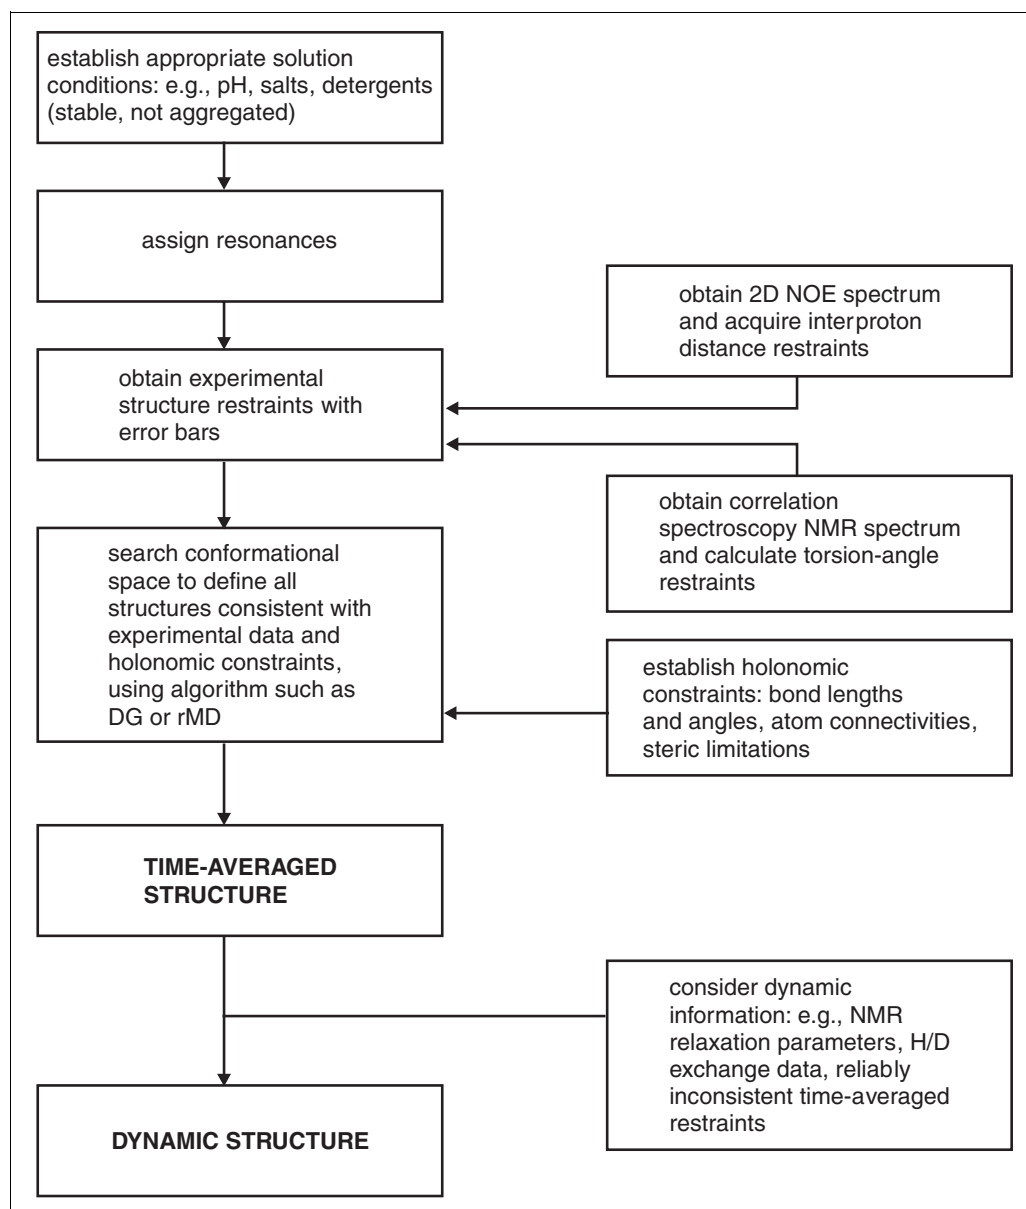 establish appropriate solution
conditions: e.g., pH, salts, detergents
(stable, not aggregated)
assign resonances
obtain 2D NOE spectrum
and acquire interproton
distance restraints
obtain experimental
structure restraints with
error bars
obtain correlation
spectroscopy NMR spectrum
and calculate torsion-angle
restraints
search conformational
space to define all
structures consistent with
experimental data and
holonomic constraints,
using algorithm such as
DG or rMD
establish holonomic
constraints: bond lengths
and angles, atom connectivities,
steric limitations
TIME-AVERAGED
STRUCTURE
consider dynamic
information: e.g., NMR
relaxation parameters, H/D
exchange data, reliably
inconsistent time-averaged
restraints
DYNAMIC STRUCTURE